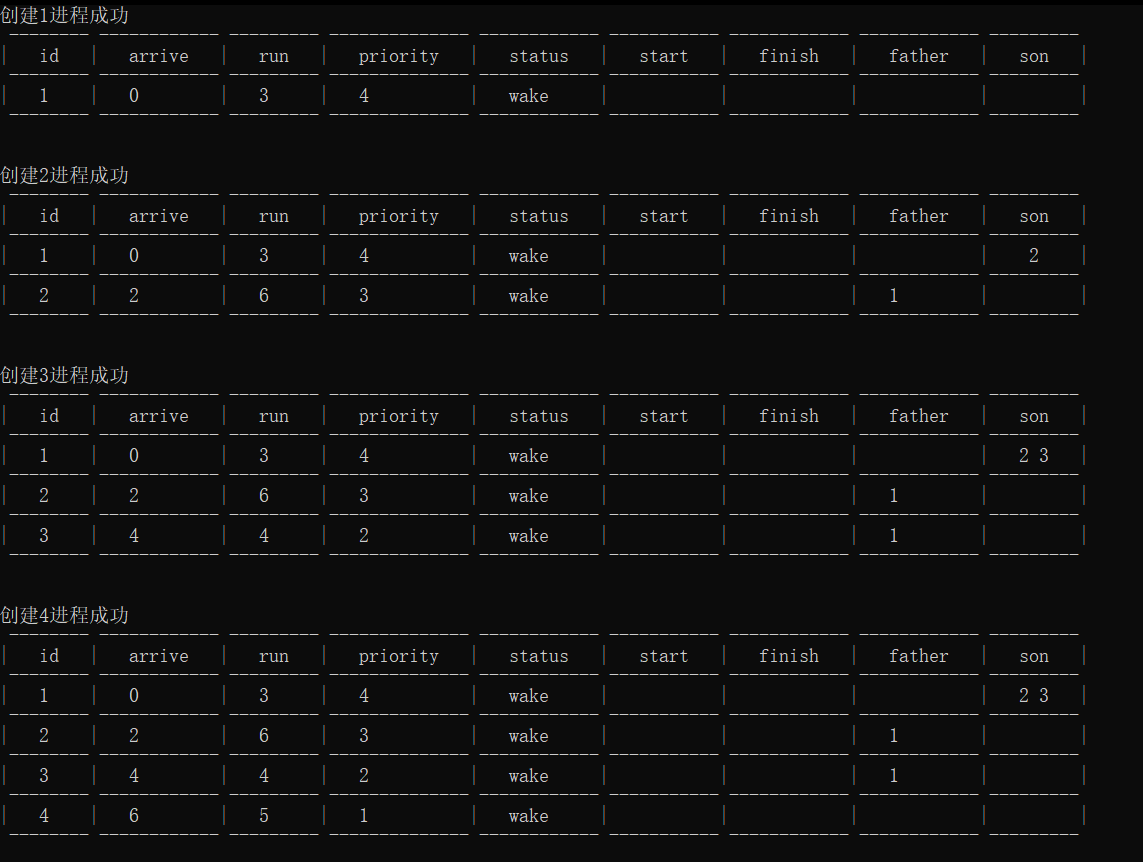 创建1进程成功
| id | arrive | run | priority | status | start | finish | father | son |
| 1 | 0 | 3 | 4 | wake | | | | |
创建2进程成功
| id | arrive | run | priority | status | start | finish | father | son |
| 1 | 0 | 3 | 4 | wake | | | | 2 |
| 2 | 2 | 6 | 3 | wake | | | 1 | |
创建3进程成功
| id | arrive | run | priority | status | start | finish | father | son |
| 1 | 0 | 3 | 4 | wake | | | | 2 3 |
| 2 | 2 | 6 | 3 | wake | | | 1 | |
| 3 | 4 | 4 | 2 | wake | | | 1 | |
创建4进程成功
| id | arrive | run | priority | status | start | finish | father | son |
| 1 | 0 | 3 | 4 | wake | | | | 2 3 |
| 2 | 2 | 6 | 3 | wake | | | 1 | |
| 3 | 4 | 4 | 2 | wake | | | 1 | |
| 4 | 6 | 5 | 1 | wake | | | | |